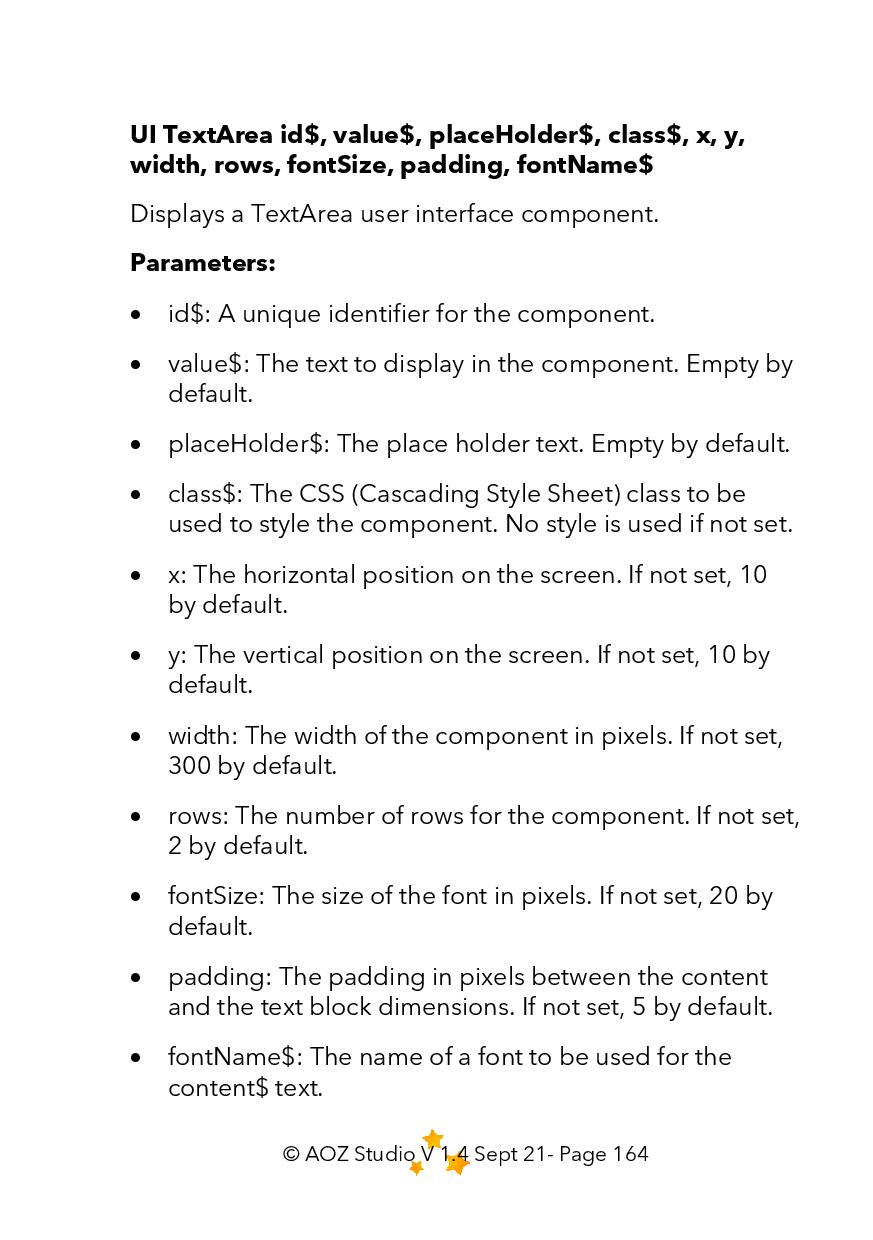 UI TextArea id$, value$, placeHolder$, class$, x, y,
width, rows, fontSize, padding, fontName$
Displays a TextArea user interface component.
Parameters:
• id$: A unique identifier for the component.
• value$: The text to display in the component. Empty by
default.
• placeHolder$: The place holder text. Empty by default.
• class$: The CSS (Cascading Style Sheet) class to be
used to style the component. No style is used if not set.
• x: The horizontal position on the screen. If not set, 10
by default.
• y: The vertical position on the screen. If not set, 10 by
default.
• width: The width of the component in pixels. If not set,
300 by default.
• rows: The number of rows for the component. If not set,
2 by default.
• fontSize: The size of the font in pixels. If not set, 20 by
default.
• padding: The padding in pixels between the content
and the text block dimensions. If not set, 5 by default.
• fontName$: The name of a font to be used for the
content$ text.
© AOZ Studio V 1.4 Sept 21- Page 164